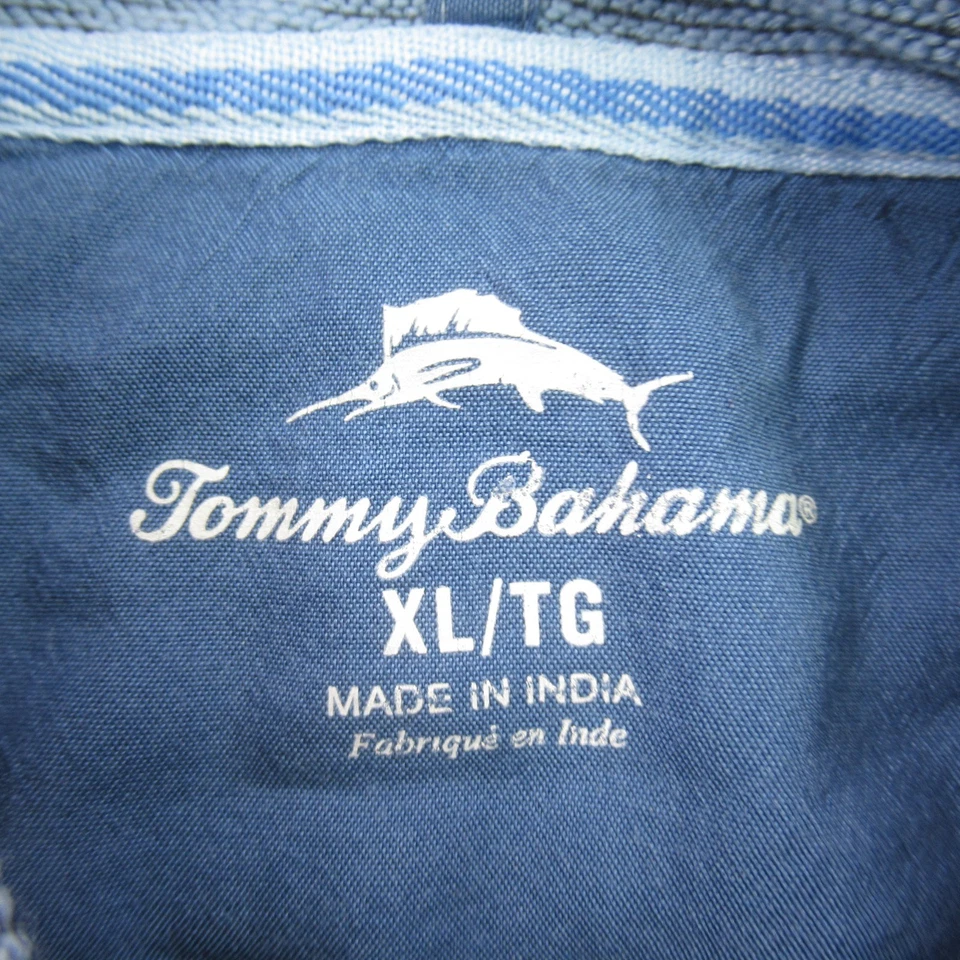 Tommy Bahama®
XL/TG
MADE IN INDIA
Fabriqué en Inde